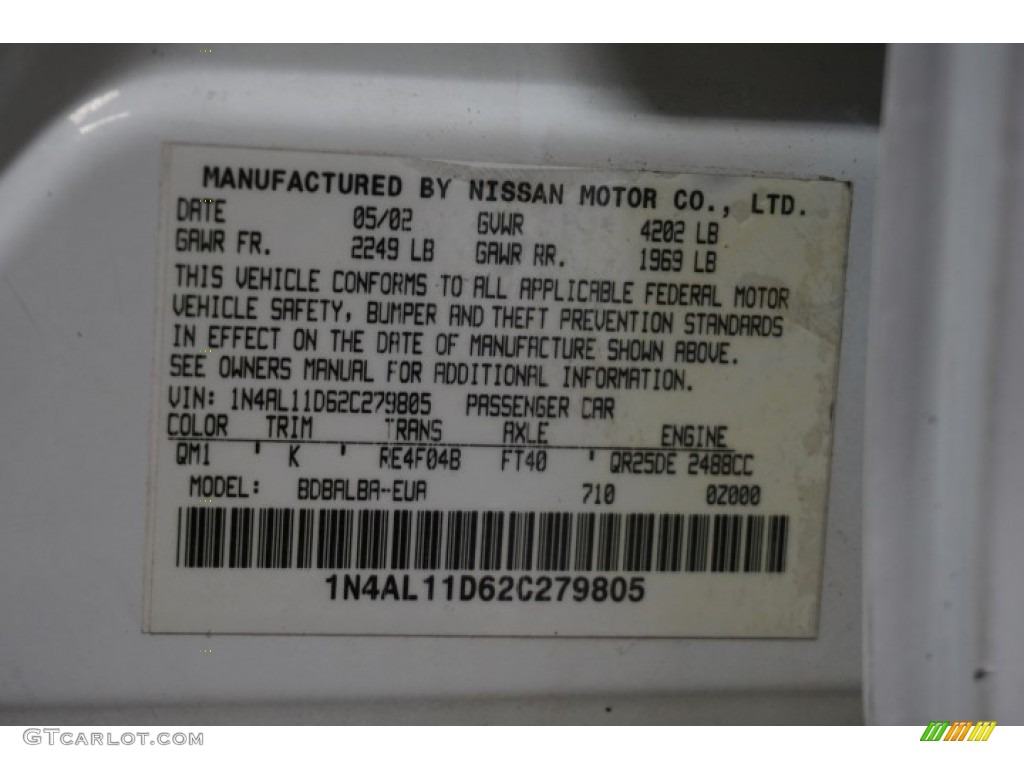 MANUFACTURED BY NISSAN MOTOR CO., LTD.
DATE 05/02 GVWR 4202 LB
GAWR FR. 2249 LB GAWR RR. 1969 LB
THIS VEHICLE CONFORMS TO ALL APPLICABLE FEDERAL MOTOR
VEHICLE SAFETY, BUMPER AND THEFT PREVENTION STANDARDS
IN EFFECT ON THE DATE OF MANUFACTURE SHOWN ABOVE.
SEE OWNERS MANUAL FOR ADDITIONAL INFORMATION.
VIN: 1N4AL11D62C279805 PASSENGER CAR
COLOR TRIM TRANS AXLE ENGINE
QM1 ' K ' RE4F04B FT40 ' QR25DE 2488CC
MODEL: BDBALBA-EUA 710 0Z000
1N4AL11D62C279805
GTCARLOT.COM